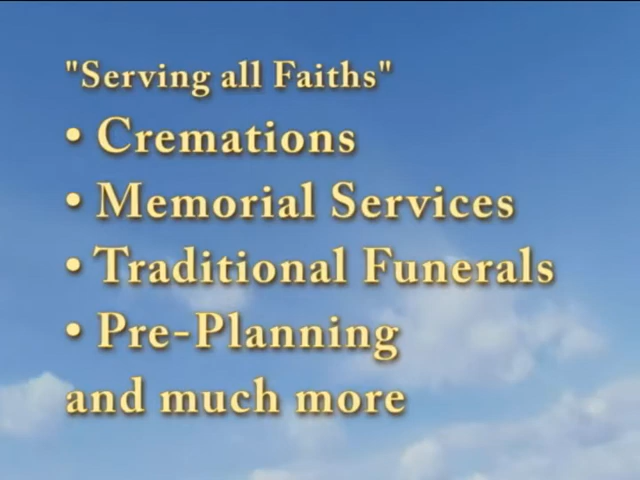 "Serving all Faiths"
• Cremations
• Memorial Services
• Traditional Funerals
• Pre-Planning
and much more